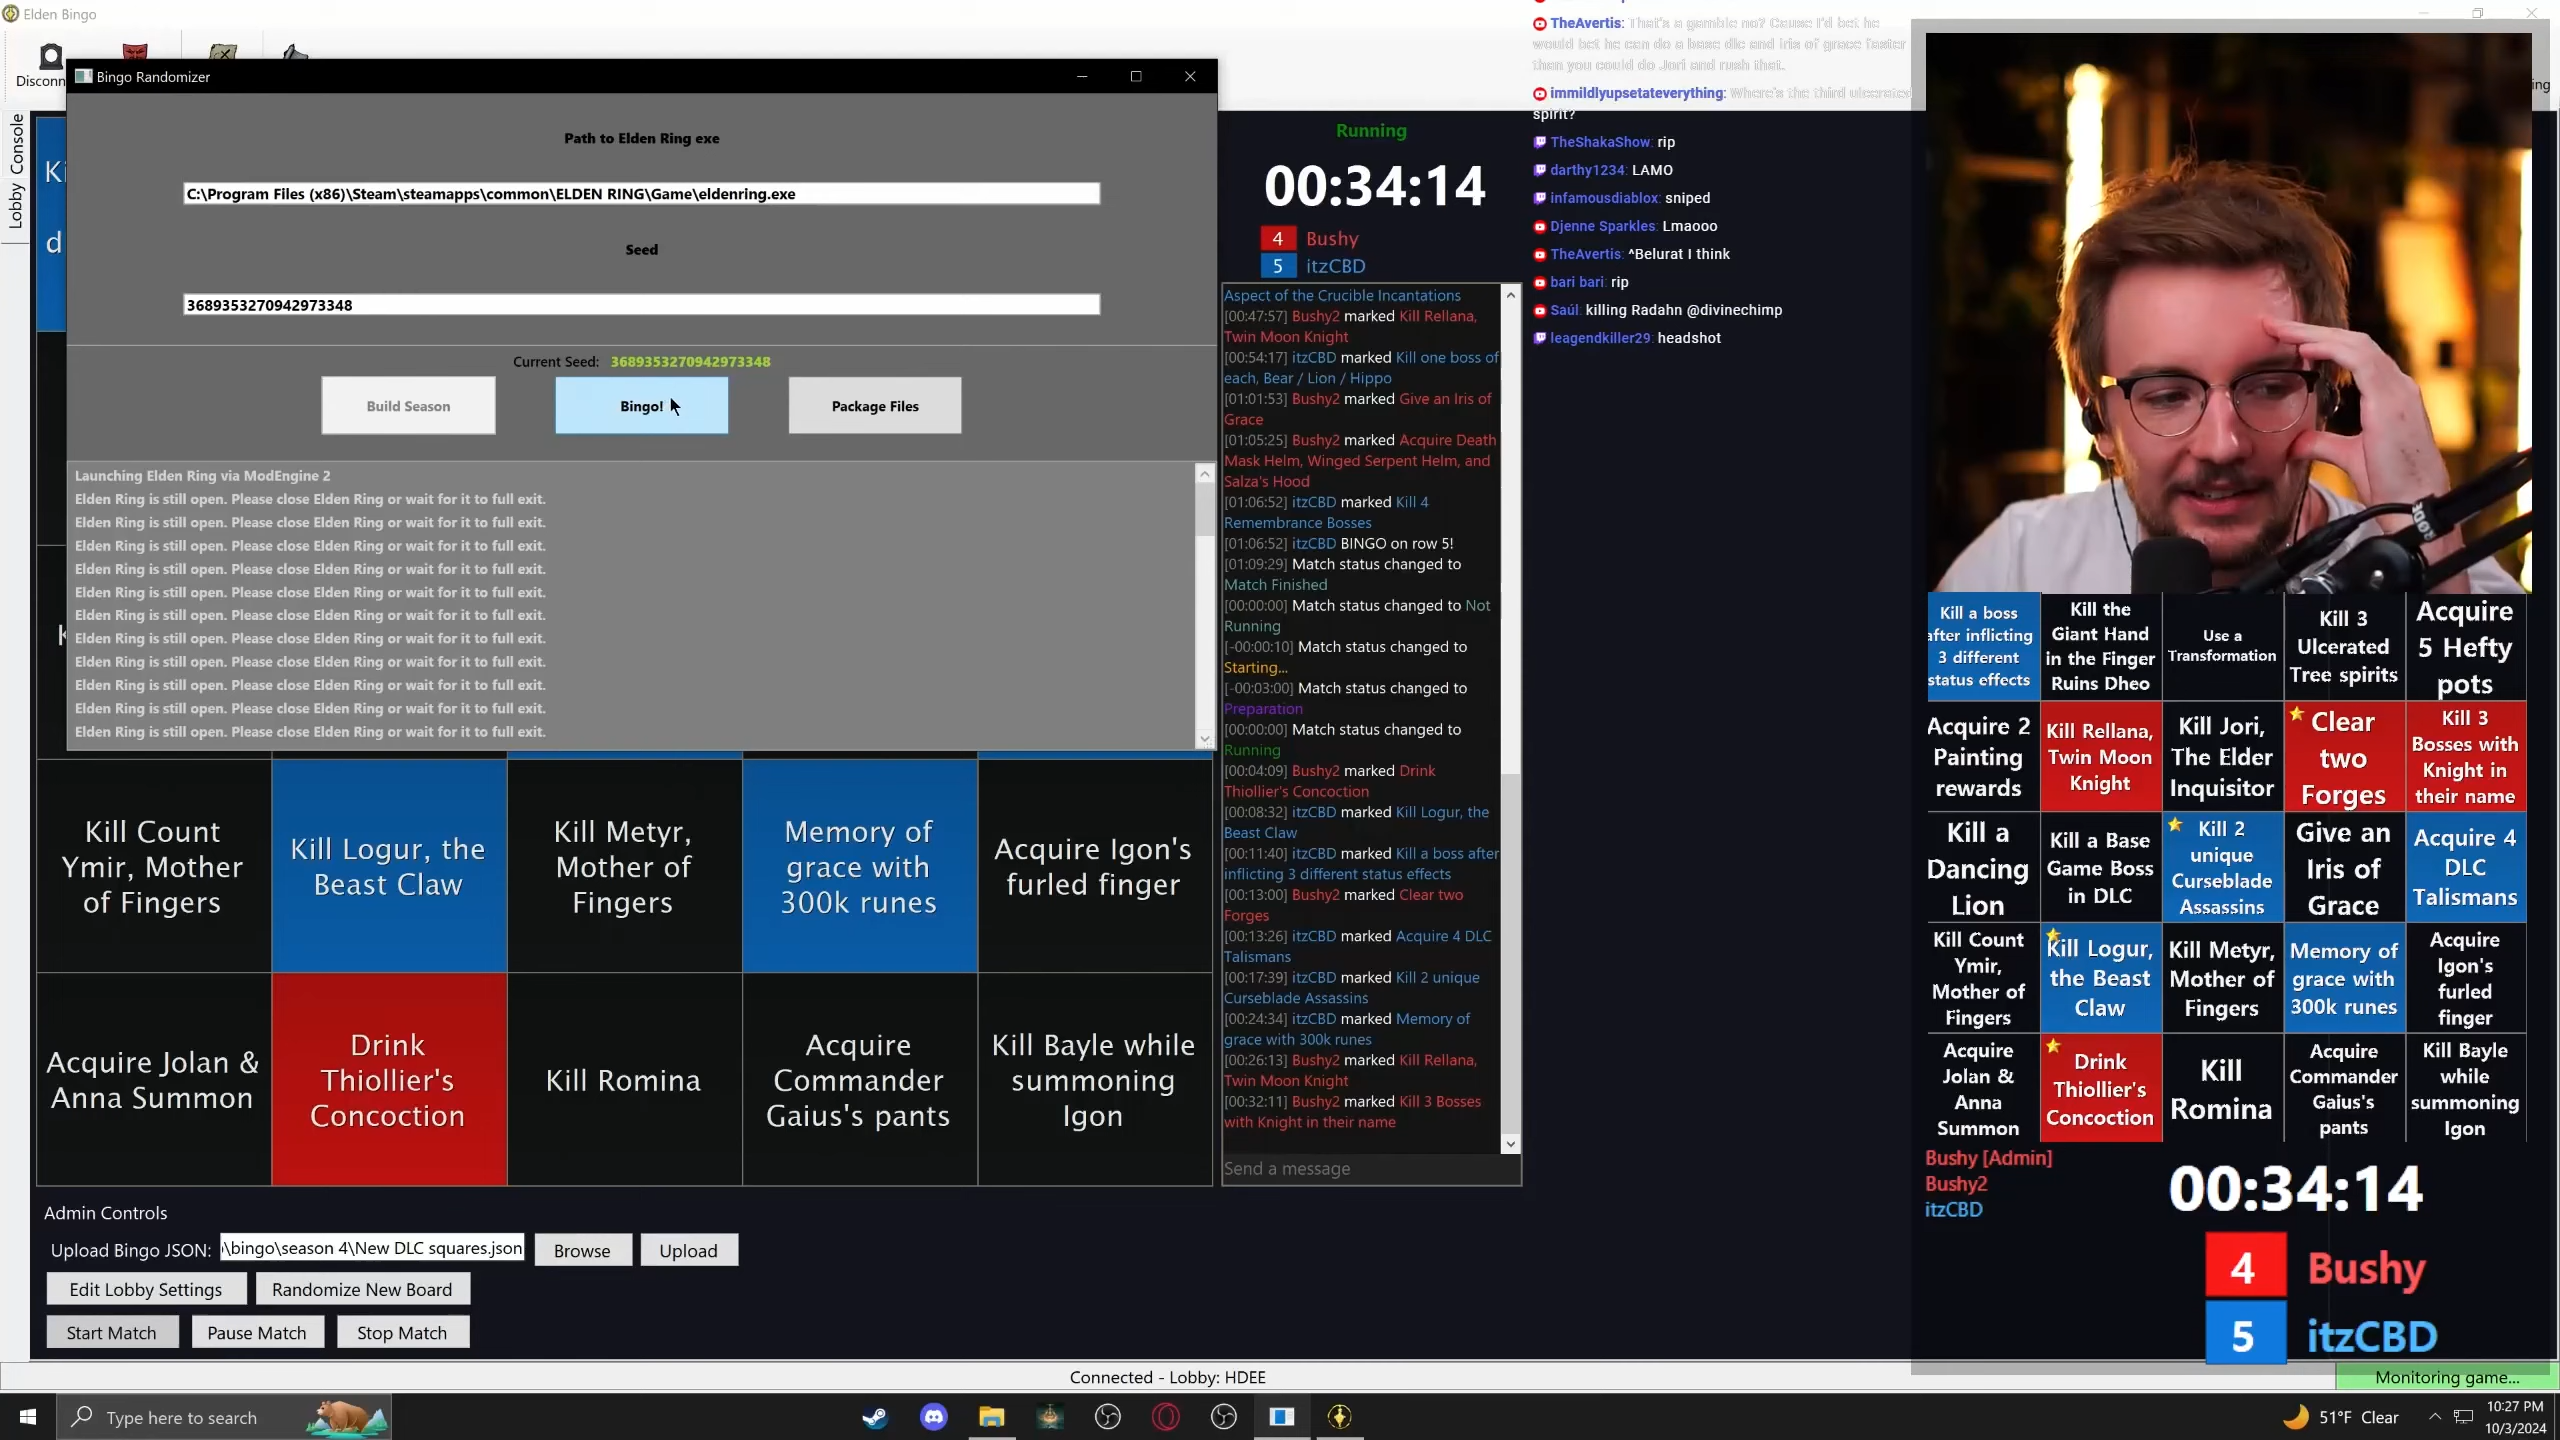 Elden Bingo
Disconn
Lobby Console
Bingo Randomizer
Path to Elden Ring exe
C:\Program Files (x86)\Steam\steamapps\common\ELDEN RING\Game\eldenring.exe
Seed
3689353270942973348
Current Seed: 3689353270942973348
Build Season
Bingo!
Package Files
Launching Elden Ring via ModEngine 2
Elden Ring is still open. Please close Elden Ring or wait for it to full exit.
Elden Ring is still open. Please close Elden Ring or wait for it to full exit.
Elden Ring is still open. Please close Elden Ring or wait for it to full exit.
Elden Ring is still open. Please close Elden Ring or wait for it to full exit.
Elden Ring is still open. Please close Elden Ring or wait for it to full exit.
Elden Ring is still open. Please close Elden Ring or wait for it to full exit.
Elden Ring is still open. Please close Elden Ring or wait for it to full exit.
Elden Ring is still open. Please close Elden Ring or wait for it to full exit.
Elden Ring is still open. Please close Elden Ring or wait for it to full exit.
Elden Ring is still open. Please close Elden Ring or wait for it to full exit.
Elden Ring is still open. Please close Elden Ring or wait for it to full exit.
Kill Count
Ymir, Mother
of Fingers
Kill Logur, the
Beast Claw
Kill Metyr,
Mother of
Fingers
Memory of
grace with
300k runes
Acquire Igon's
furled finger
Acquire Jolan &
Anna Summon
Drink
Thiollier's
Concoction
Kill Romina
Acquire
Commander
Gaius's pants
Kill Bayle while
summoning
Igon
Admin Controls
Upload Bingo JSON:
\bingo\season 4\New DLC squares.json
Browse
Upload
Edit Lobby Settings
Randomize New Board
Start Match
Pause Match
Stop Match
Running
00:34:14
4 Bushy
5 itzCBD
Aspect of the Crucible Incantations
[00:47:57] Bushy2 marked Kill Rellana,
Twin Moon Knight
[00:54:17] itzCBD marked Kill one boss of
each, Bear / Lion / Hippo
[01:01:53] Bushy2 marked Give an Iris of
Grace
[01:05:25] Bushy2 marked Acquire Death
Mask Helm, Winged Serpent Helm, and
Salza's Hood
[01:06:52] itzCBD marked Kill 4
Remembrance Bosses
[01:06:52] itzCBD BINGO on row 5!
[01:09:29] Match status changed to
Match Finished
[00:00:00] Match status changed to Not
Running
[-00:00:10] Match status changed to
Starting...
[-00:03:00] Match status changed to
Preparation
[00:00:00] Match status changed to
Running
[00:04:09] Bushy2 marked Drink
Thiollier's Concoction
[00:08:32] itzCBD marked Kill Logur, the
Beast Claw
[00:11:40] itzCBD marked Kill a boss after
inflicting 3 different status effects
[00:13:00] Bushy2 marked Clear two
Forges
[00:13:26] itzCBD marked Acquire 4 DLC
Talismans
[00:17:39] itzCBD marked Kill 2 unique
Curseblade Assassins
[00:24:34] itzCBD marked Memory of
grace with 300k runes
[00:26:13] Bushy2 marked Kill Rellana,
Twin Moon Knight
[00:32:11] Bushy2 marked Kill 3 Bosses
with Knight in their name
Send a message
TheAvertis: That's a gamble no? Cause I'd bet he
would bet he can do a base dlc and iris of grace faster
than you could do Jori and rush that.
immildlyupsetateverything: Where's the third ulcerated
spirit?
TheShakaShow: rip
darthy1234: LAMO
infamousdiablox: sniped
Djenne Sparkles: Lmaooo
TheAvertis: ^Belurat I think
bari bari: rip
Saúl: killing Radahn @divinechimp
leagendkiller29: headshot
RØDE
Kill a boss
after inflicting
3 different
status effects
Kill the
Giant Hand
in the Finger
Ruins Dheo
Use a
Transformation
Kill 3
Ulcerated
Tree spirits
Acquire
5 Hefty
pots
Acquire 2
Painting
rewards
Kill Rellana,
Twin Moon
Knight
Kill Jori,
The Elder
Inquisitor
Clear
two
Forges
Kill 3
Bosses with
Knight in
their name
Kill a
Dancing
Lion
Kill a Base
Game Boss
in DLC
Kill 2
unique
Curseblade
Assassins
Give an
Iris of
Grace
Acquire 4
DLC
Talismans
Kill Count
Ymir,
Mother of
Fingers
Kill Logur,
the Beast
Claw
Kill Metyr,
Mother of
Fingers
Memory of
grace with
300k runes
Acquire
Igon's
furled
finger
Acquire
Jolan &
Anna
Summon
Drink
Thiollier's
Concoction
Kill
Romina
Acquire
Commander
Gaius's
pants
Kill Bayle
while
summoning
Igon
Bushy [Admin]
Bushy2
itzCBD
00:34:14
4 Bushy
5 itzCBD
Connected - Lobby: HDEE
Monitoring game...
Type here to search
51°F Clear
10:27 PM
10/3/2024